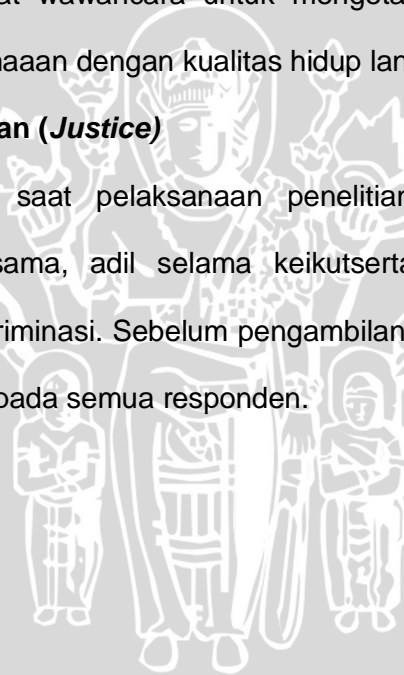 at wawancara untuk mengeta
naaan dengan kualitas hidup lan
an (Justice)
saat pelaksanaan penelitian
sama, adil selama keikutserta
riminasi. Sebelum pengambilan
pada semua responden.